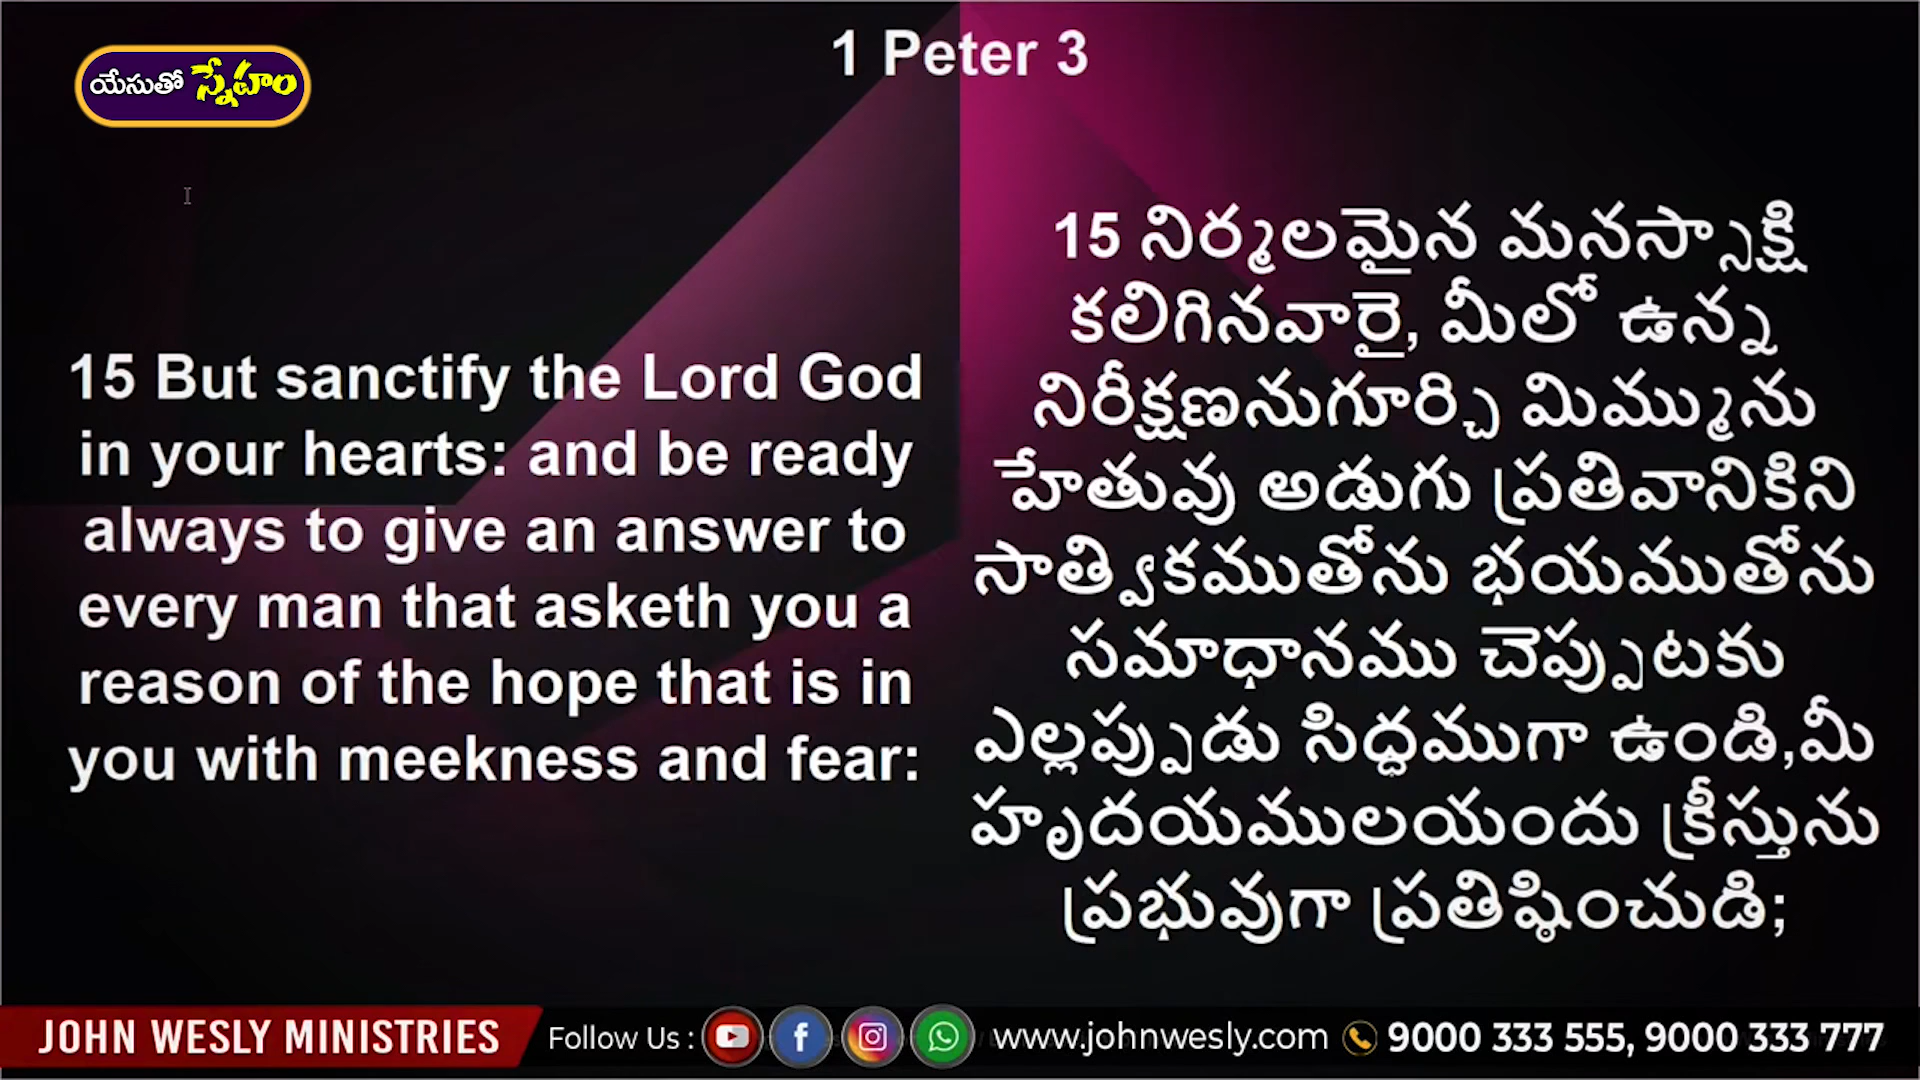 1 Peter 3
యేసుతో స్నేహం
15 But sanctify the Lord God
in your hearts: and be ready
always to give an answer to
every man that asketh you a
reason of the hope that is in
you with meekness and fear:
15 నిర్మలమైన మనస్సాక్షి
కలిగినవారై, మీలో ఉన్న
నిరీక్షణనుగూర్చి మిమ్మును
హేతువు అడుగు ప్రతివానికిని
సాత్వికముతోను భయముతోను
సమాధానము చెప్పుటకు
ఎల్లప్పుడు సిద్ధముగా ఉండి,మీ
హృదయములయందు క్రీస్తును
ప్రభువుగా ప్రతిష్ఠించుడి;
JOHN WESLY MINISTRIES Follow Us : www.johnwesly.com 9000 333 555, 9000 333 777